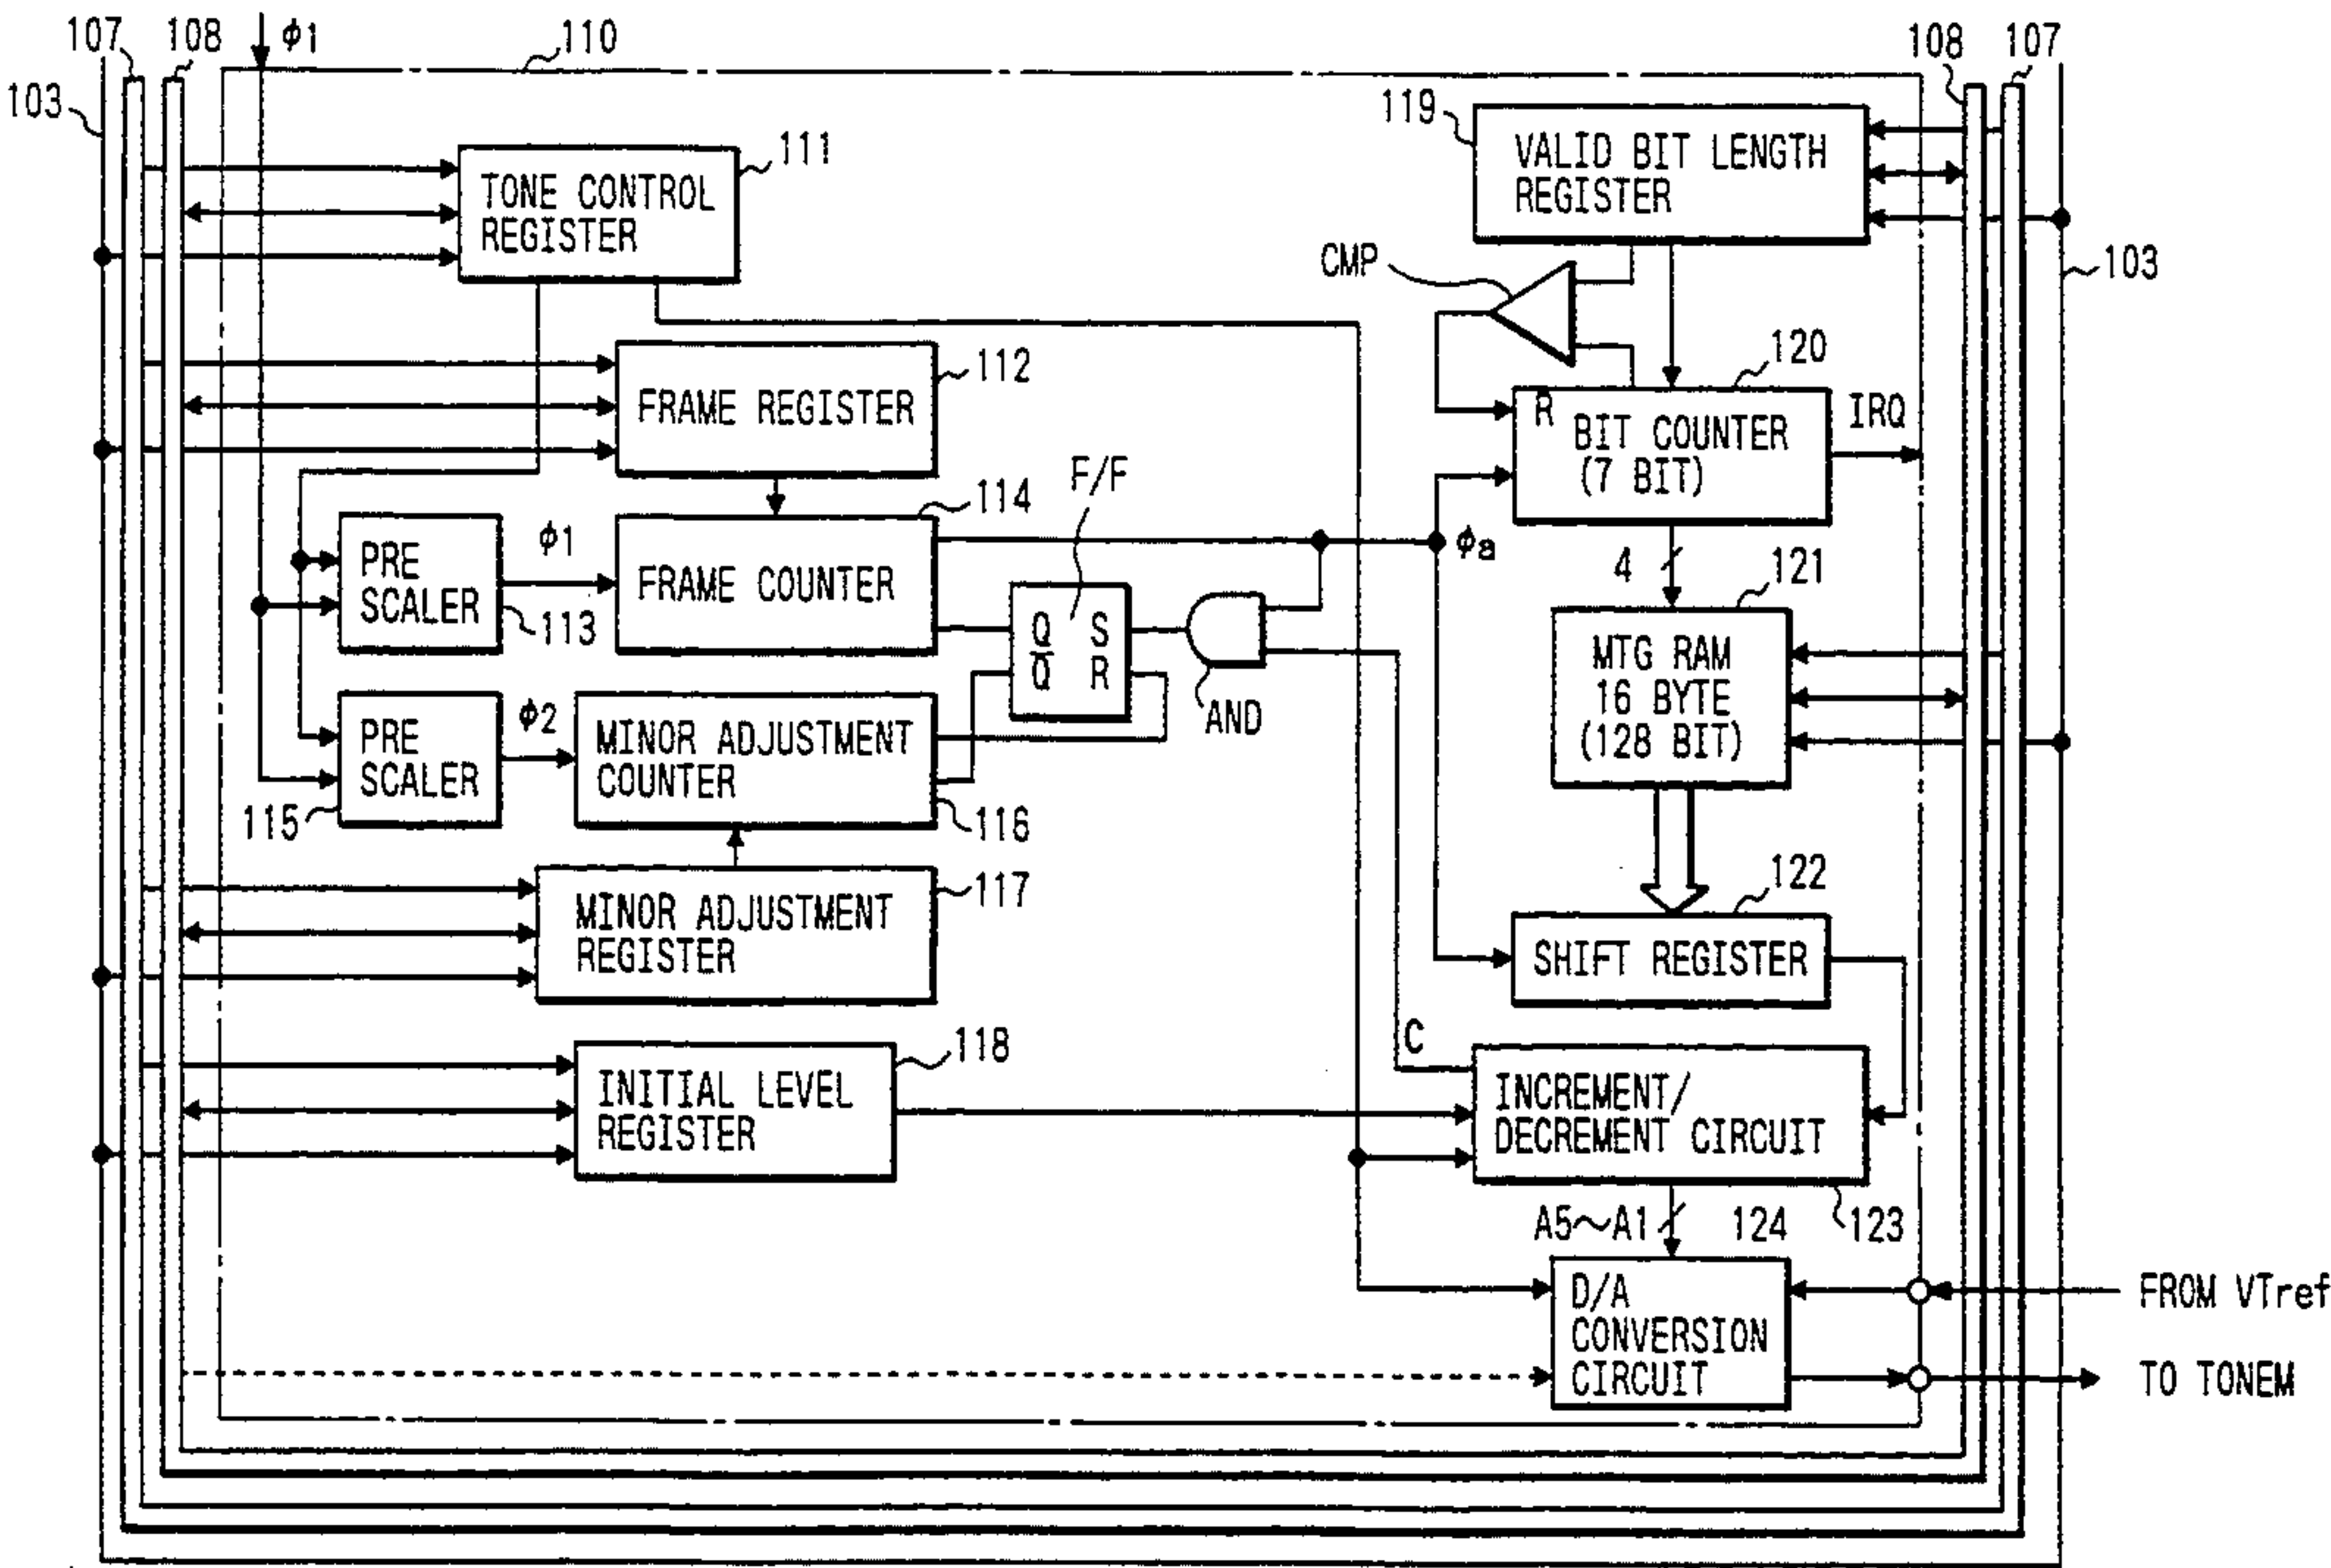 107
108
ϕ1
110
108
107
103
119
VALID BIT LENGTH
REGISTER
111
TONE CONTROL
REGISTER
CMP
103
112
FRAME REGISTER
120
R
BIT COUNTER
(7 BIT)
IRQ
F/F
114
ϕ1
FRAME COUNTER
ϕa
PRE
SCALER
113
4
121
Q
S
Q̅
R
MTG RAM
16 BYTE
(128 BIT)
AND
ϕ2
PRE
SCALER
115
MINOR ADJUSTMENT
COUNTER
116
117
MINOR ADJUSTMENT
REGISTER
122
SHIFT REGISTER
118
C
INITIAL LEVEL
REGISTER
INCREMENT/
DECREMENT CIRCUIT
123
A5~A1
124
D/A
CONVERSION
CIRCUIT
FROM VTref
TO TONEM